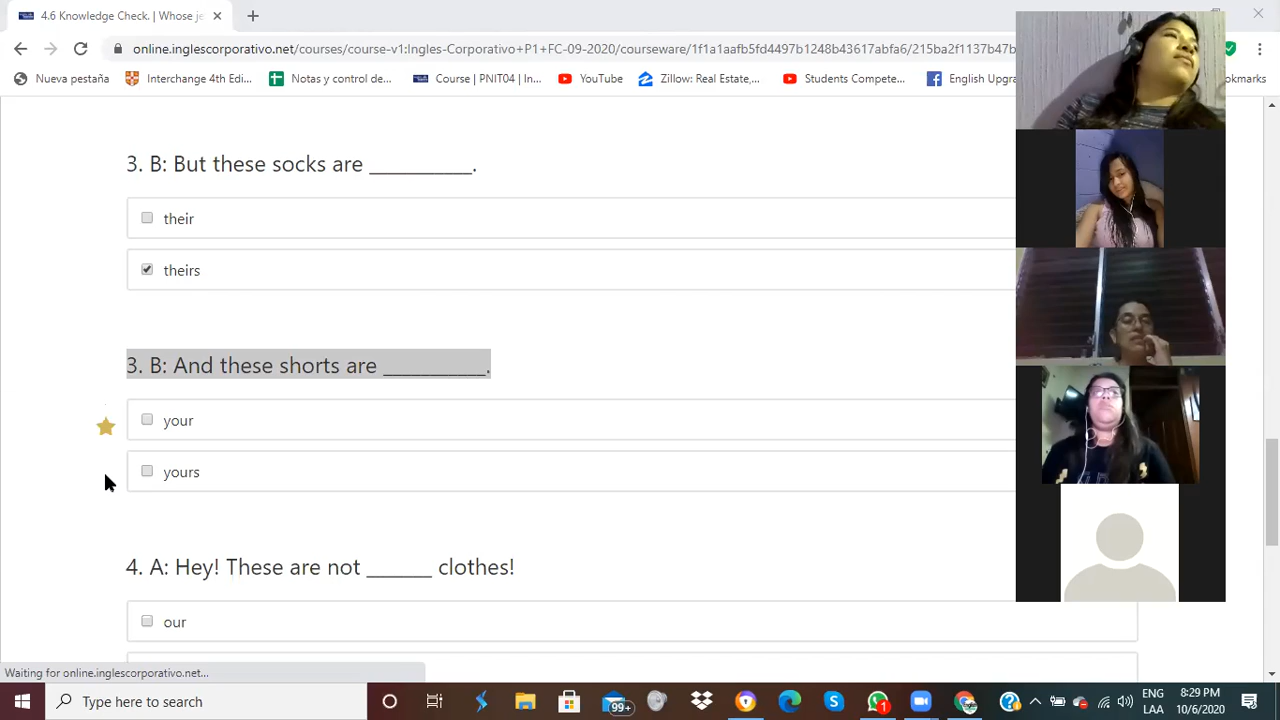 4.6 Knowledge Check. | Whose je
online.inglescorporativo.net/courses/course-v1:Ingles-Corporativo+P1+FC-09-2020/courseware/1f1a1aafb5fd4497b1248b43617abfa6/215ba2f1137b47b
Nueva pestaña
Interchange 4th Edi...
Notas y control de...
Course | PNIT04 | In...
YouTube
Zillow: Real Estate,...
Students Compete...
English Upgra
okmarks
3. B: But these socks are __________.
their
theirs
3. B: And these shorts are __________.
your
yours
4. A: Hey! These are not ______ clothes!
our
Waiting for online.inglescorporativo.net...
Type here to search
99+
1
ENG
LAA
8:29 PM
10/6/2020